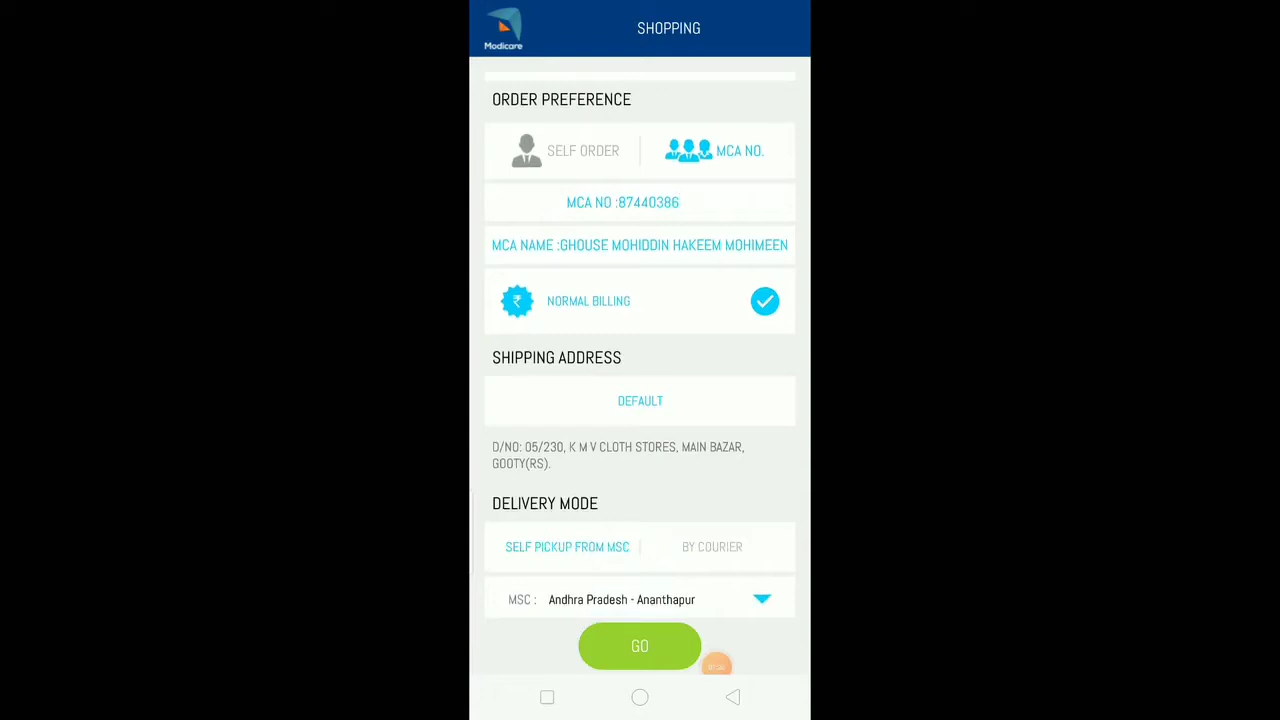 Modicare
SHOPPING
ORDER PREFERENCE
SELF ORDER
MCA NO.
MCA NO :87440386
MCA NAME :GHOUSE MOHIDDIN HAKEEM MOHIMEEN
₹ NORMAL BILLING
SHIPPING ADDRESS
DEFAULT
D/NO: 05/230, K M V CLOTH STORES, MAIN BAZAR,
GOOTY(RS).
DELIVERY MODE
SELF PICKUP FROM MSC
BY COURIER
MSC : Andhra Pradesh - Ananthapur
GO